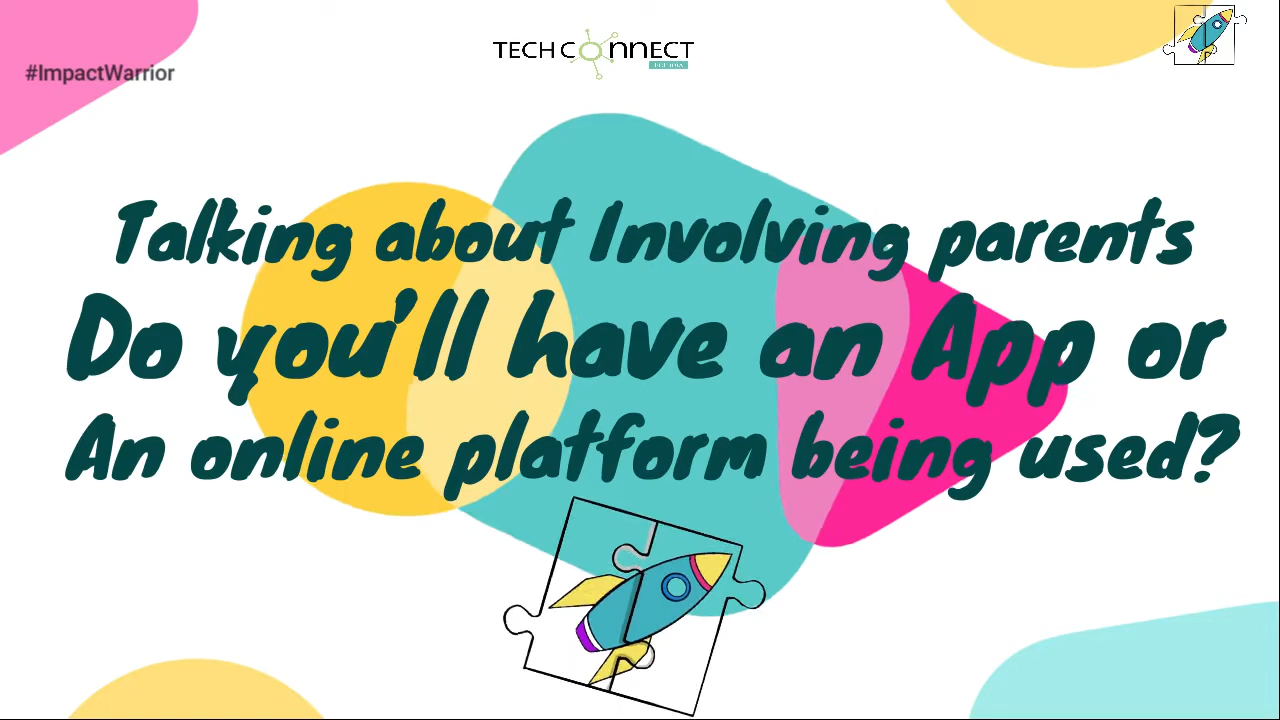 #ImpactWarrior
TECH CONNECT
Talking about Involving parents
Do you'll have an App or
An online platform being used?